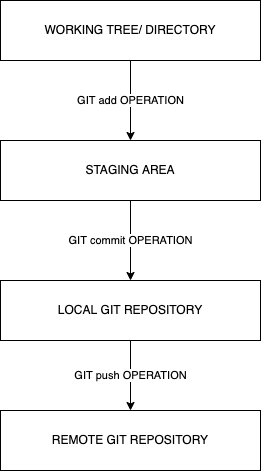 WORKING TREE/ DIRECTORY
GIT add OPERATION
STAGING AREA
GIT commit OPERATION
LOCAL GIT REPOSITORY
GIT push OPERATION
REMOTE GIT REPOSITORY